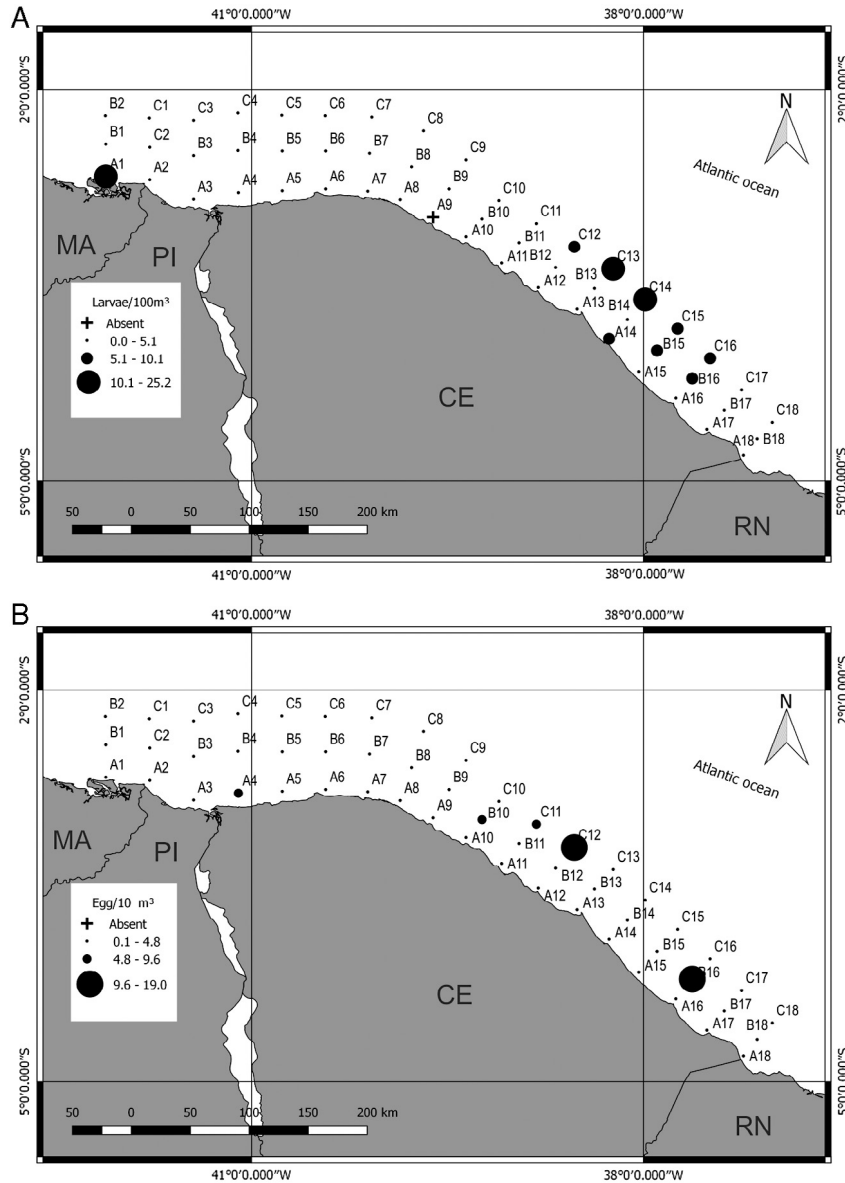 A
41°0'0.000"W 38°0'0.000"W
2°0'0.000"S 2°0'0.000"S
B2 C1 C3 C4 C5 C6 C7 C8
B1 C2 B3 B4 B5 B6 B7 B8 C9
A1 A2 A3 A4 A5 A6 A7 A8 B9 C10
A9 B10 C11
A10 B11 C12
A11 B12 C13
A12 B13 C14
A13 B14 C15
A14 B15 C16
A15 B16 C17
A16 B17 C18
A17 B18
A18
N
Atlantic ocean
MA
PI
CE
RN
Larvae/100m³
Absent
0.0 - 5.1
5.1 - 10.1
10.1 - 25.2
5°0'0.000"S 5°0'0.000"S
50 0 50 100 150 200 km
41°0'0.000"W 38°0'0.000"W
B
2°0'0.000"S 2°0'0.000"S
B2 C1 C3 C4 C5 C6 C7 C8
B1 C2 B3 B4 B5 B6 B7 B8 C9
A1 A2 A3 A4 A5 A6 A7 A8 B9 C10
A9 B10 C11
A10 B11 C12
A11 B12 C13
A12 B13 C14
A13 B14 C15
A14 B15 C16
A15 B16 C17
A16 B17 C18
A17 B18
A18
N
Atlantic ocean
MA
PI
CE
RN
Egg/10 m³
Absent
0.1 - 4.8
4.8 - 9.6
9.6 - 19.0
5°0'0.000"S 5°0'0.000"S
50 0 50 100 150 200 km
41°0'0.000"W 38°0'0.000"W